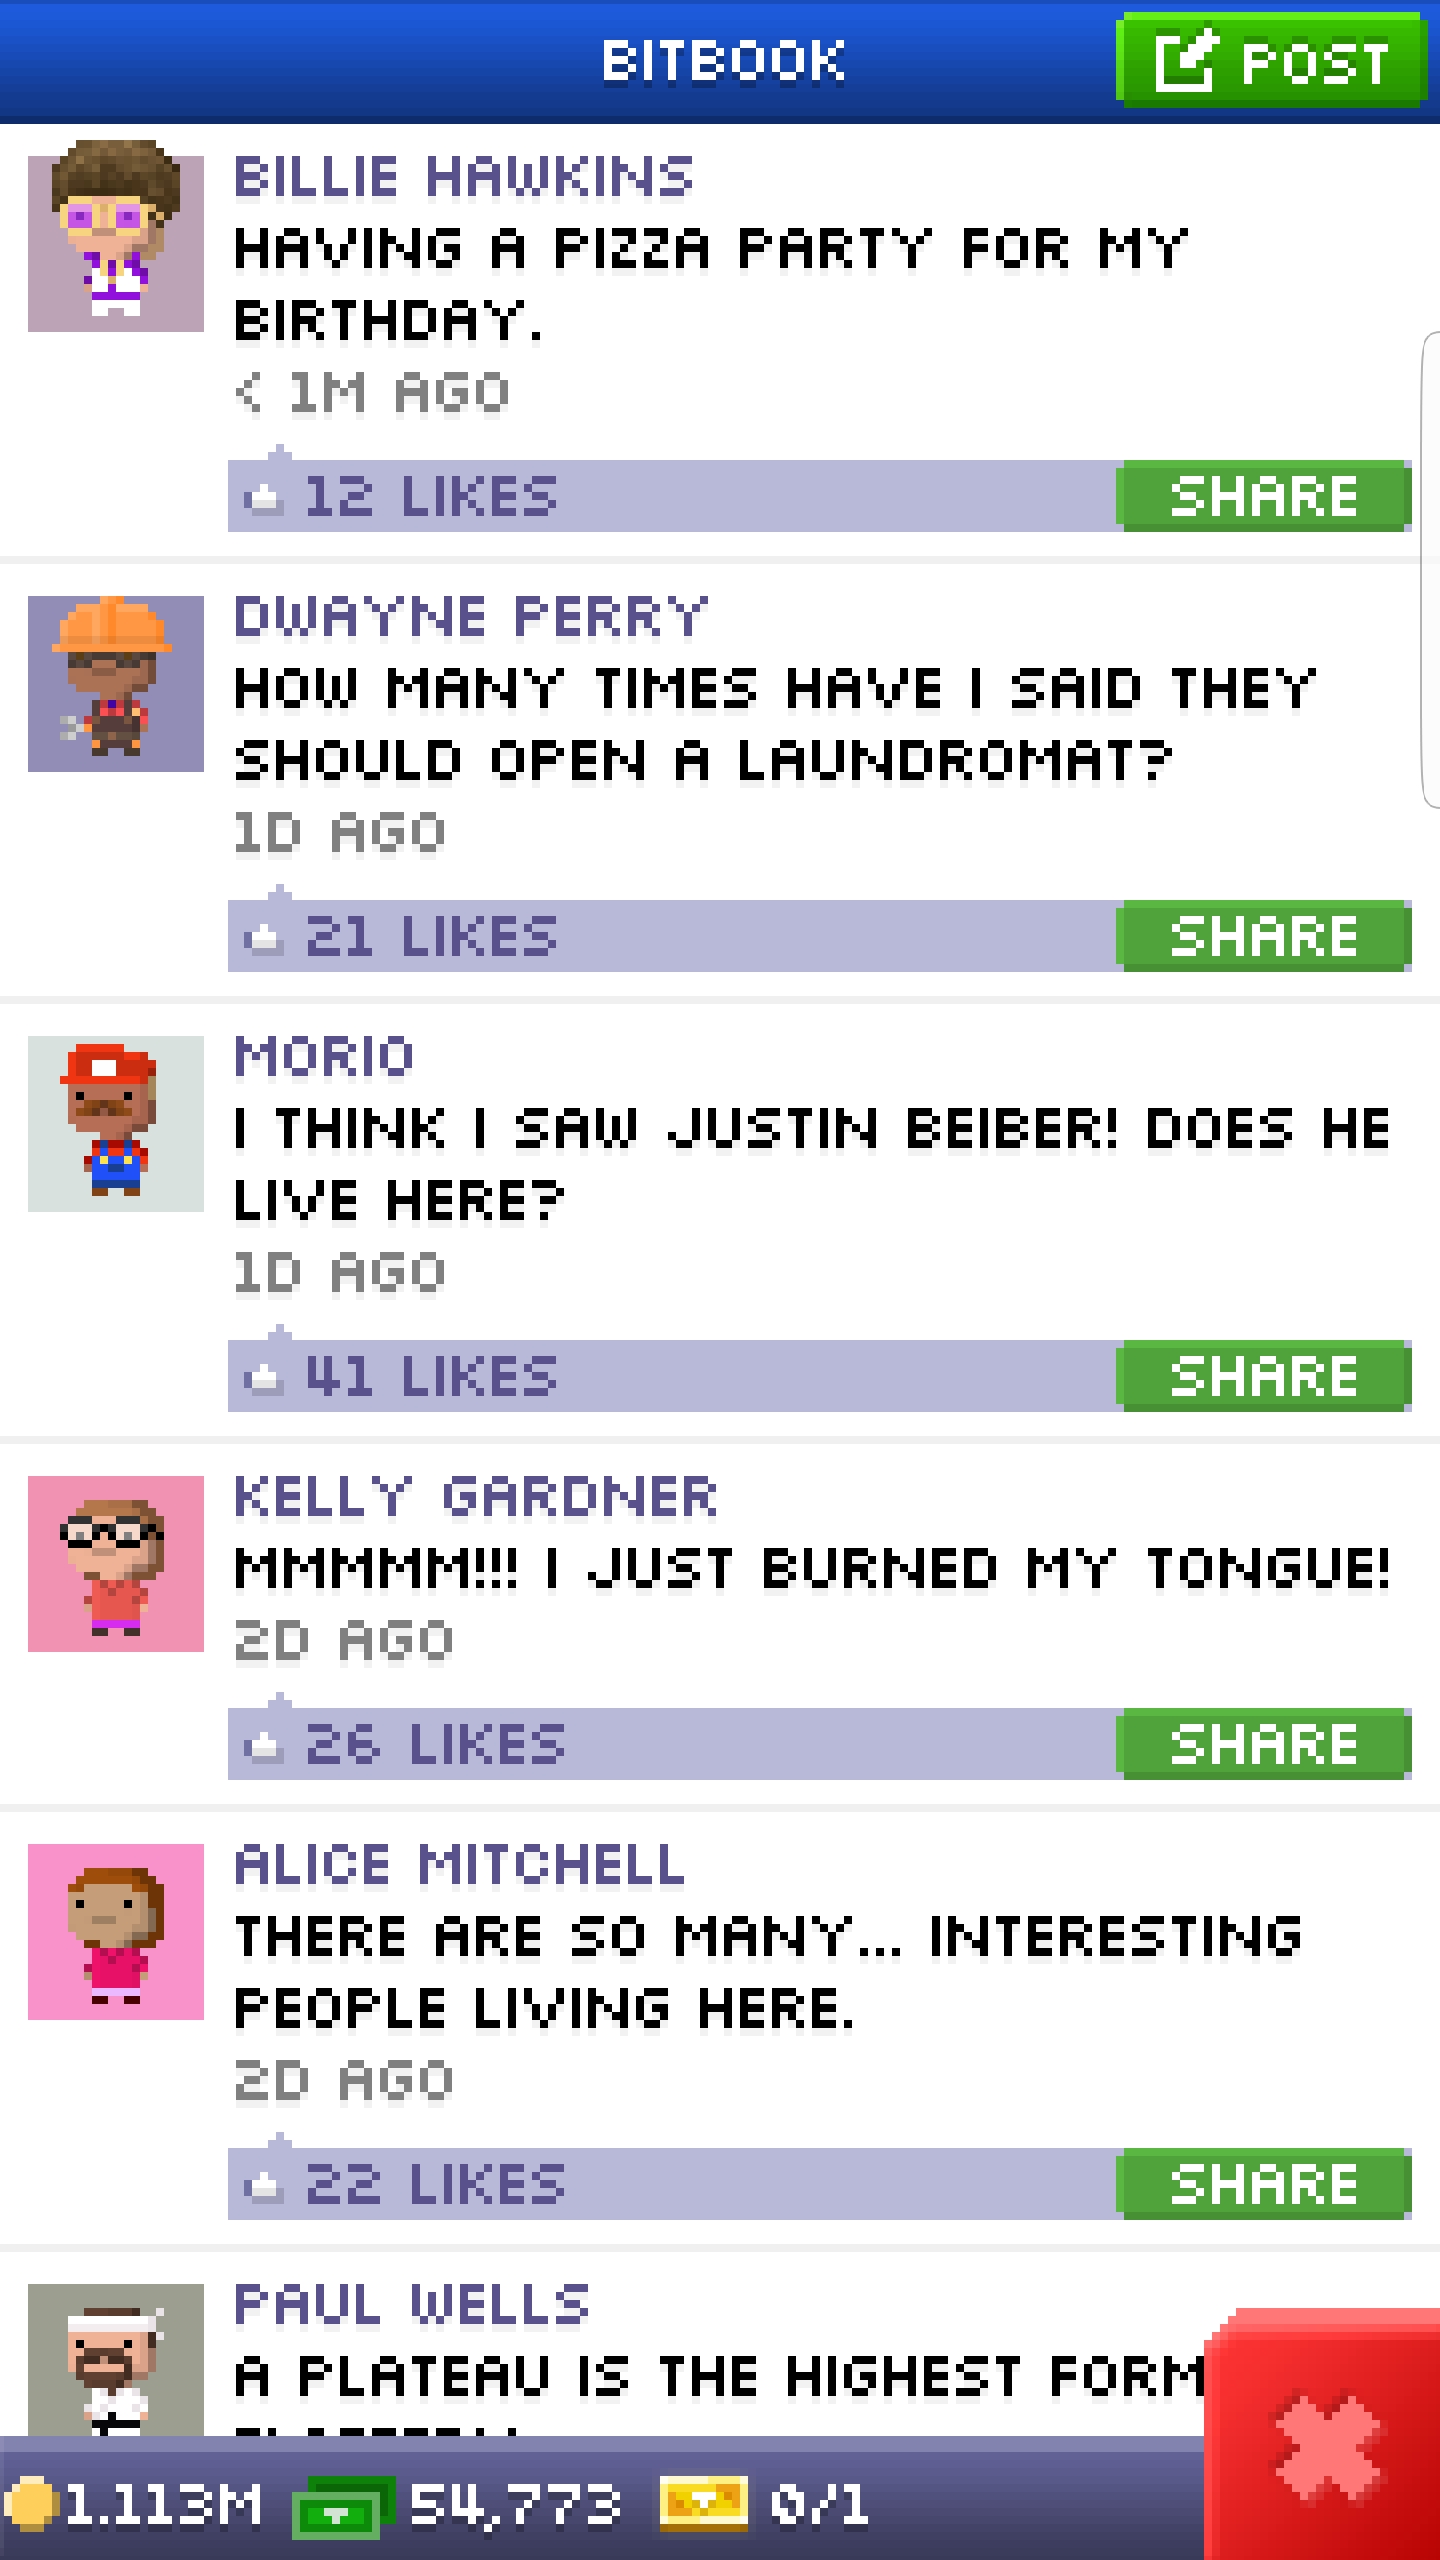 BITBOOK
POST
BILLIE HAWKINS
HAVING A PIZZA PARTY FOR MY
BIRTHDAY.
< 1M AGO
12 LIKES
SHARE
DWAYNE PERRY
HOW MANY TIMES HAVE I SAID THEY
SHOULD OPEN A LAUNDROMAT?
1D AGO
21 LIKES
SHARE
MORIO
I THINK I SAW JUSTIN BEIBER! DOES HE
LIVE HERE?
1D AGO
41 LIKES
SHARE
KELLY GARDNER
MMMMM!!! I JUST BURNED MY TONGUE!
2D AGO
26 LIKES
SHARE
ALICE MITCHELL
THERE ARE SO MANY... INTERESTING
PEOPLE LIVING HERE.
2D AGO
22 LIKES
SHARE
PAUL WELLS
A PLATEAU IS THE HIGHEST FORM
1.113M 54,773 0/1